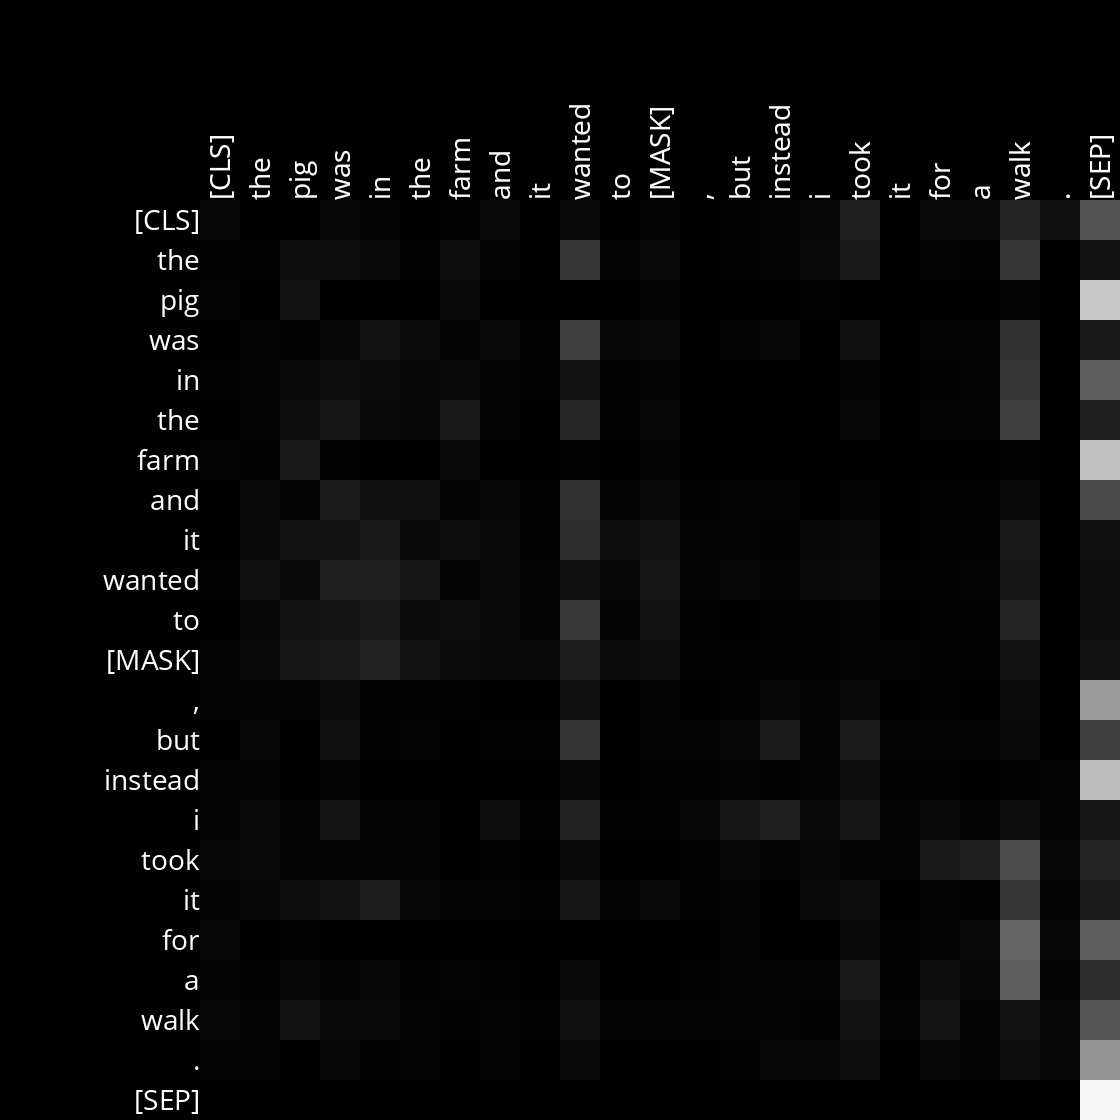 [CLS] the pig was in the farm and it wanted to [MASK] , but instead i took it for a walk . [SEP]
[CLS]
the
pig
was
in
the
farm
and
it
wanted
to
[MASK]
,
but
instead
i
took
it
for
a
walk
.
[SEP]